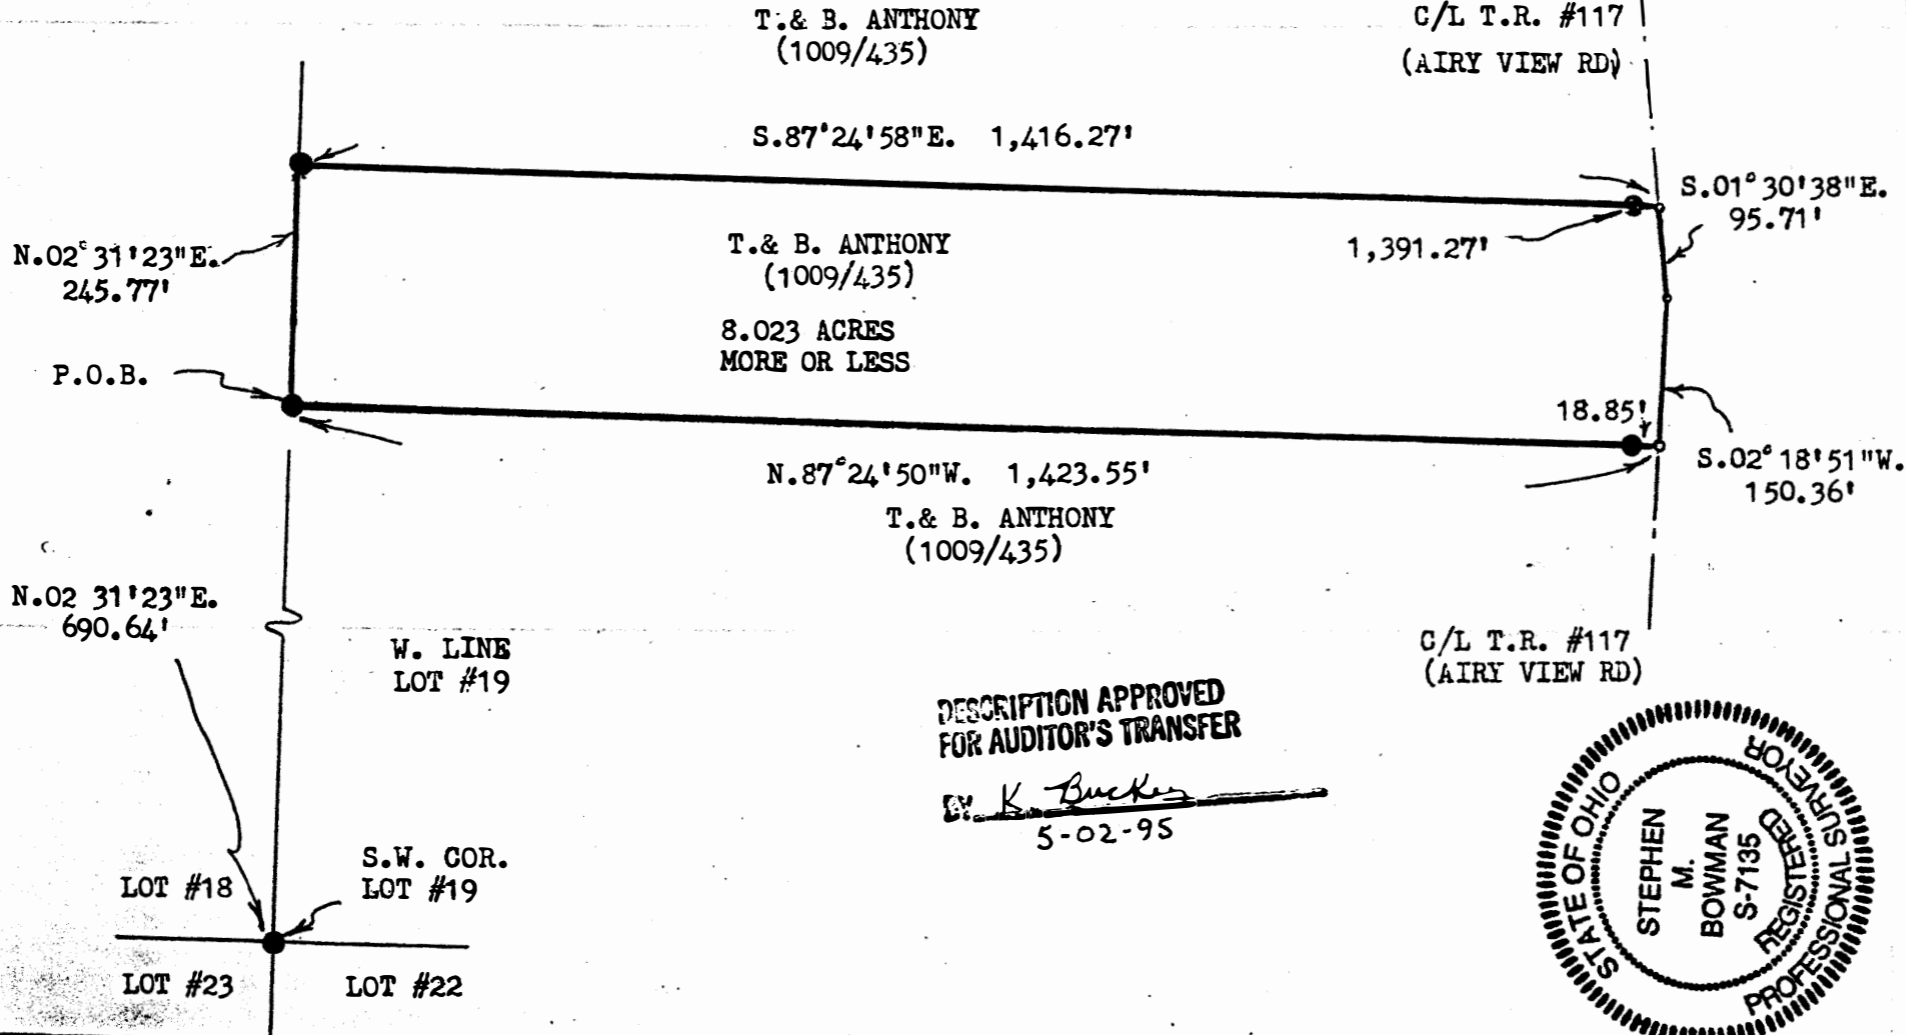 T.& B. ANTHONY
(1009/435)
C/L T.R. #117
(AIRY VIEW RD)
S.87°24'58"E. 1,416.27'
S.01°30'38"E.
95.71'
N.02°31'23"E.
245.77'
T.& B. ANTHONY
(1009/435)
1,391.27'
8.023 ACRES
MORE OR LESS
P.O.B.
18.85'
N.87°24'50"W. 1,423.55'
S.02°18'51"W.
150.36'
T.& B. ANTHONY
(1009/435)
N.02 31'23"E.
690.64'
W. LINE
LOT #19
C/L T.R. #117
(AIRY VIEW RD)
DESCRIPTION APPROVED
FOR AUDITOR'S TRANSFER
BY K.
5-02-95
S.W. COR.
LOT #19
LOT #18
LOT #23
LOT #22
STATE OF OHIO
STEPHEN
M.
BOWMAN
S-7135
REGISTERED
PROFESSIONAL SURVEYOR